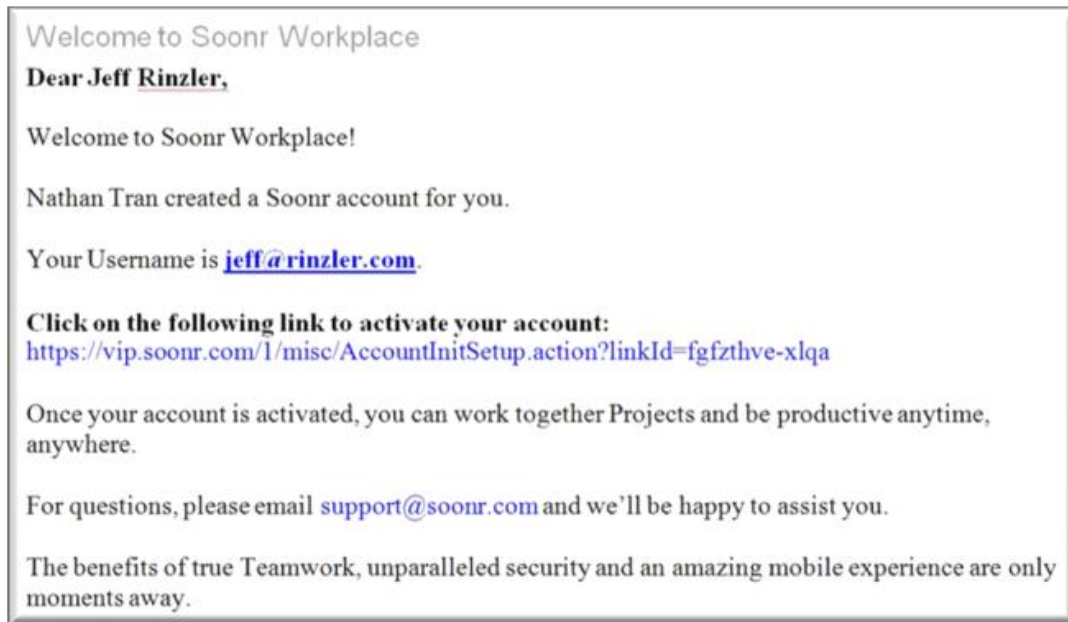 Welcome to Soonr Workplace
Dear Jeff Rinzler,
Welcome to Soonr Workplace!
Nathan Tran created a Soonr account for you.
Your Username is jeff@rinzler.com.
Click on the following link to activate your account:
https://vip.soonr.com/1/misc/AccountInitSetup.action?linkId=fgfzthve-xlqa
Once your account is activated, you can work together Projects and be productive anytime,
anywhere.
For questions, please email support@soonr.com and we'll be happy to assist you.
The benefits of true Teamwork, unparalleled security and an amazing mobile experience are only
moments away.